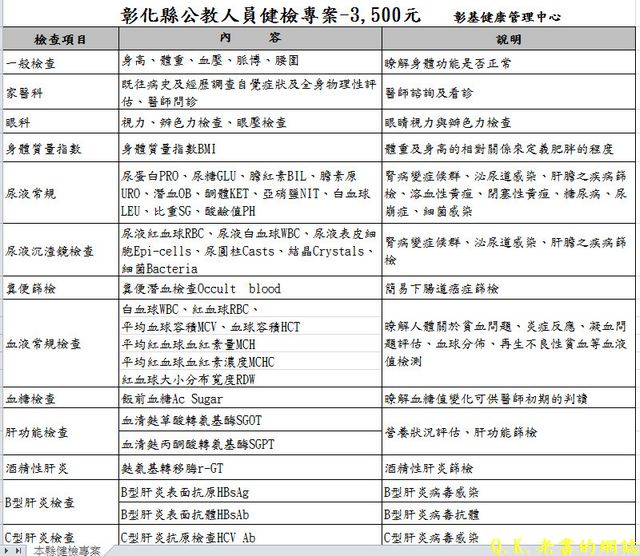 彰化縣公教人員健檢專案-3,500元 彰基健康管理中心
檢查項目 內 容 說明
一般檢查 身高、體重、血壓、脈博、腰圍 瞭解身體功能是否正常
家醫科 既往病史及經歷調查自覺症狀及全身物理性評
估、醫師問診 醫師諮詢及看診
眼科 視力、辨色力檢查、眼壓檢查 眼睛視力與辨色力檢查
身體質量指數 身體質量指數BMI 體重及身高的相對關係來定義肥胖的程度
尿液常規 尿蛋白PRO、尿糖GLU、膽紅素BIL、膽素原
URO、潛血OB、酮體KET、亞硝鹽NIT、白血球
LEU、比重SG、酸鹼值PH
腎病變症候群、泌尿道感染、肝膽之疾病篩
檢、溶血性黃疸、閉塞性黃疸、糖尿病、尿
崩症、細菌感染
尿液沉渣鏡檢查 尿液紅血球RBC、尿液白血球WBC、尿液表皮細
胞Epi-cells、尿圓柱Casts、結晶Crystals、
細菌Bacteria
腎病變症候群、泌尿道感染、肝膽之疾病篩
檢
糞便篩檢 糞便潛血檢查Occult blood 簡易下腸道癌症篩檢
血液常規檢查 白血球WBC、紅血球RBC、
平均血球容積MCV、血球容積HCT
平均紅血球血紅素量MCH
平均紅血球血紅素濃度MCHC
紅血球大小分布寬度RDW
瞭解人體關於貧血問題、炎症反應、凝血問
題評估、血球分佈、再生不良性貧血等血液
值檢測
血糖檢查 飯前血糖Ac Sugar 瞭解血糖值變化可供醫師初期的判讀
肝功能檢查 血清麩草酸轉氨基酶SGOT
血清麩丙酮酸轉氨基酶SGPT
營養狀況評估、肝功能篩檢
酒精性肝炎 麩氨基轉移脢r-GT 酒精性肝炎篩檢
B型肝炎檢查 B型肝炎表面抗原HBsAg B型肝炎病毒感染
B型肝炎表面抗體HBsAb B型肝炎病毒抗體
C型肝炎檢查 C型肝炎抗原檢查HCV Ab C型肝炎病毒感染
本縣健檢專案
Q.K.老書的網站